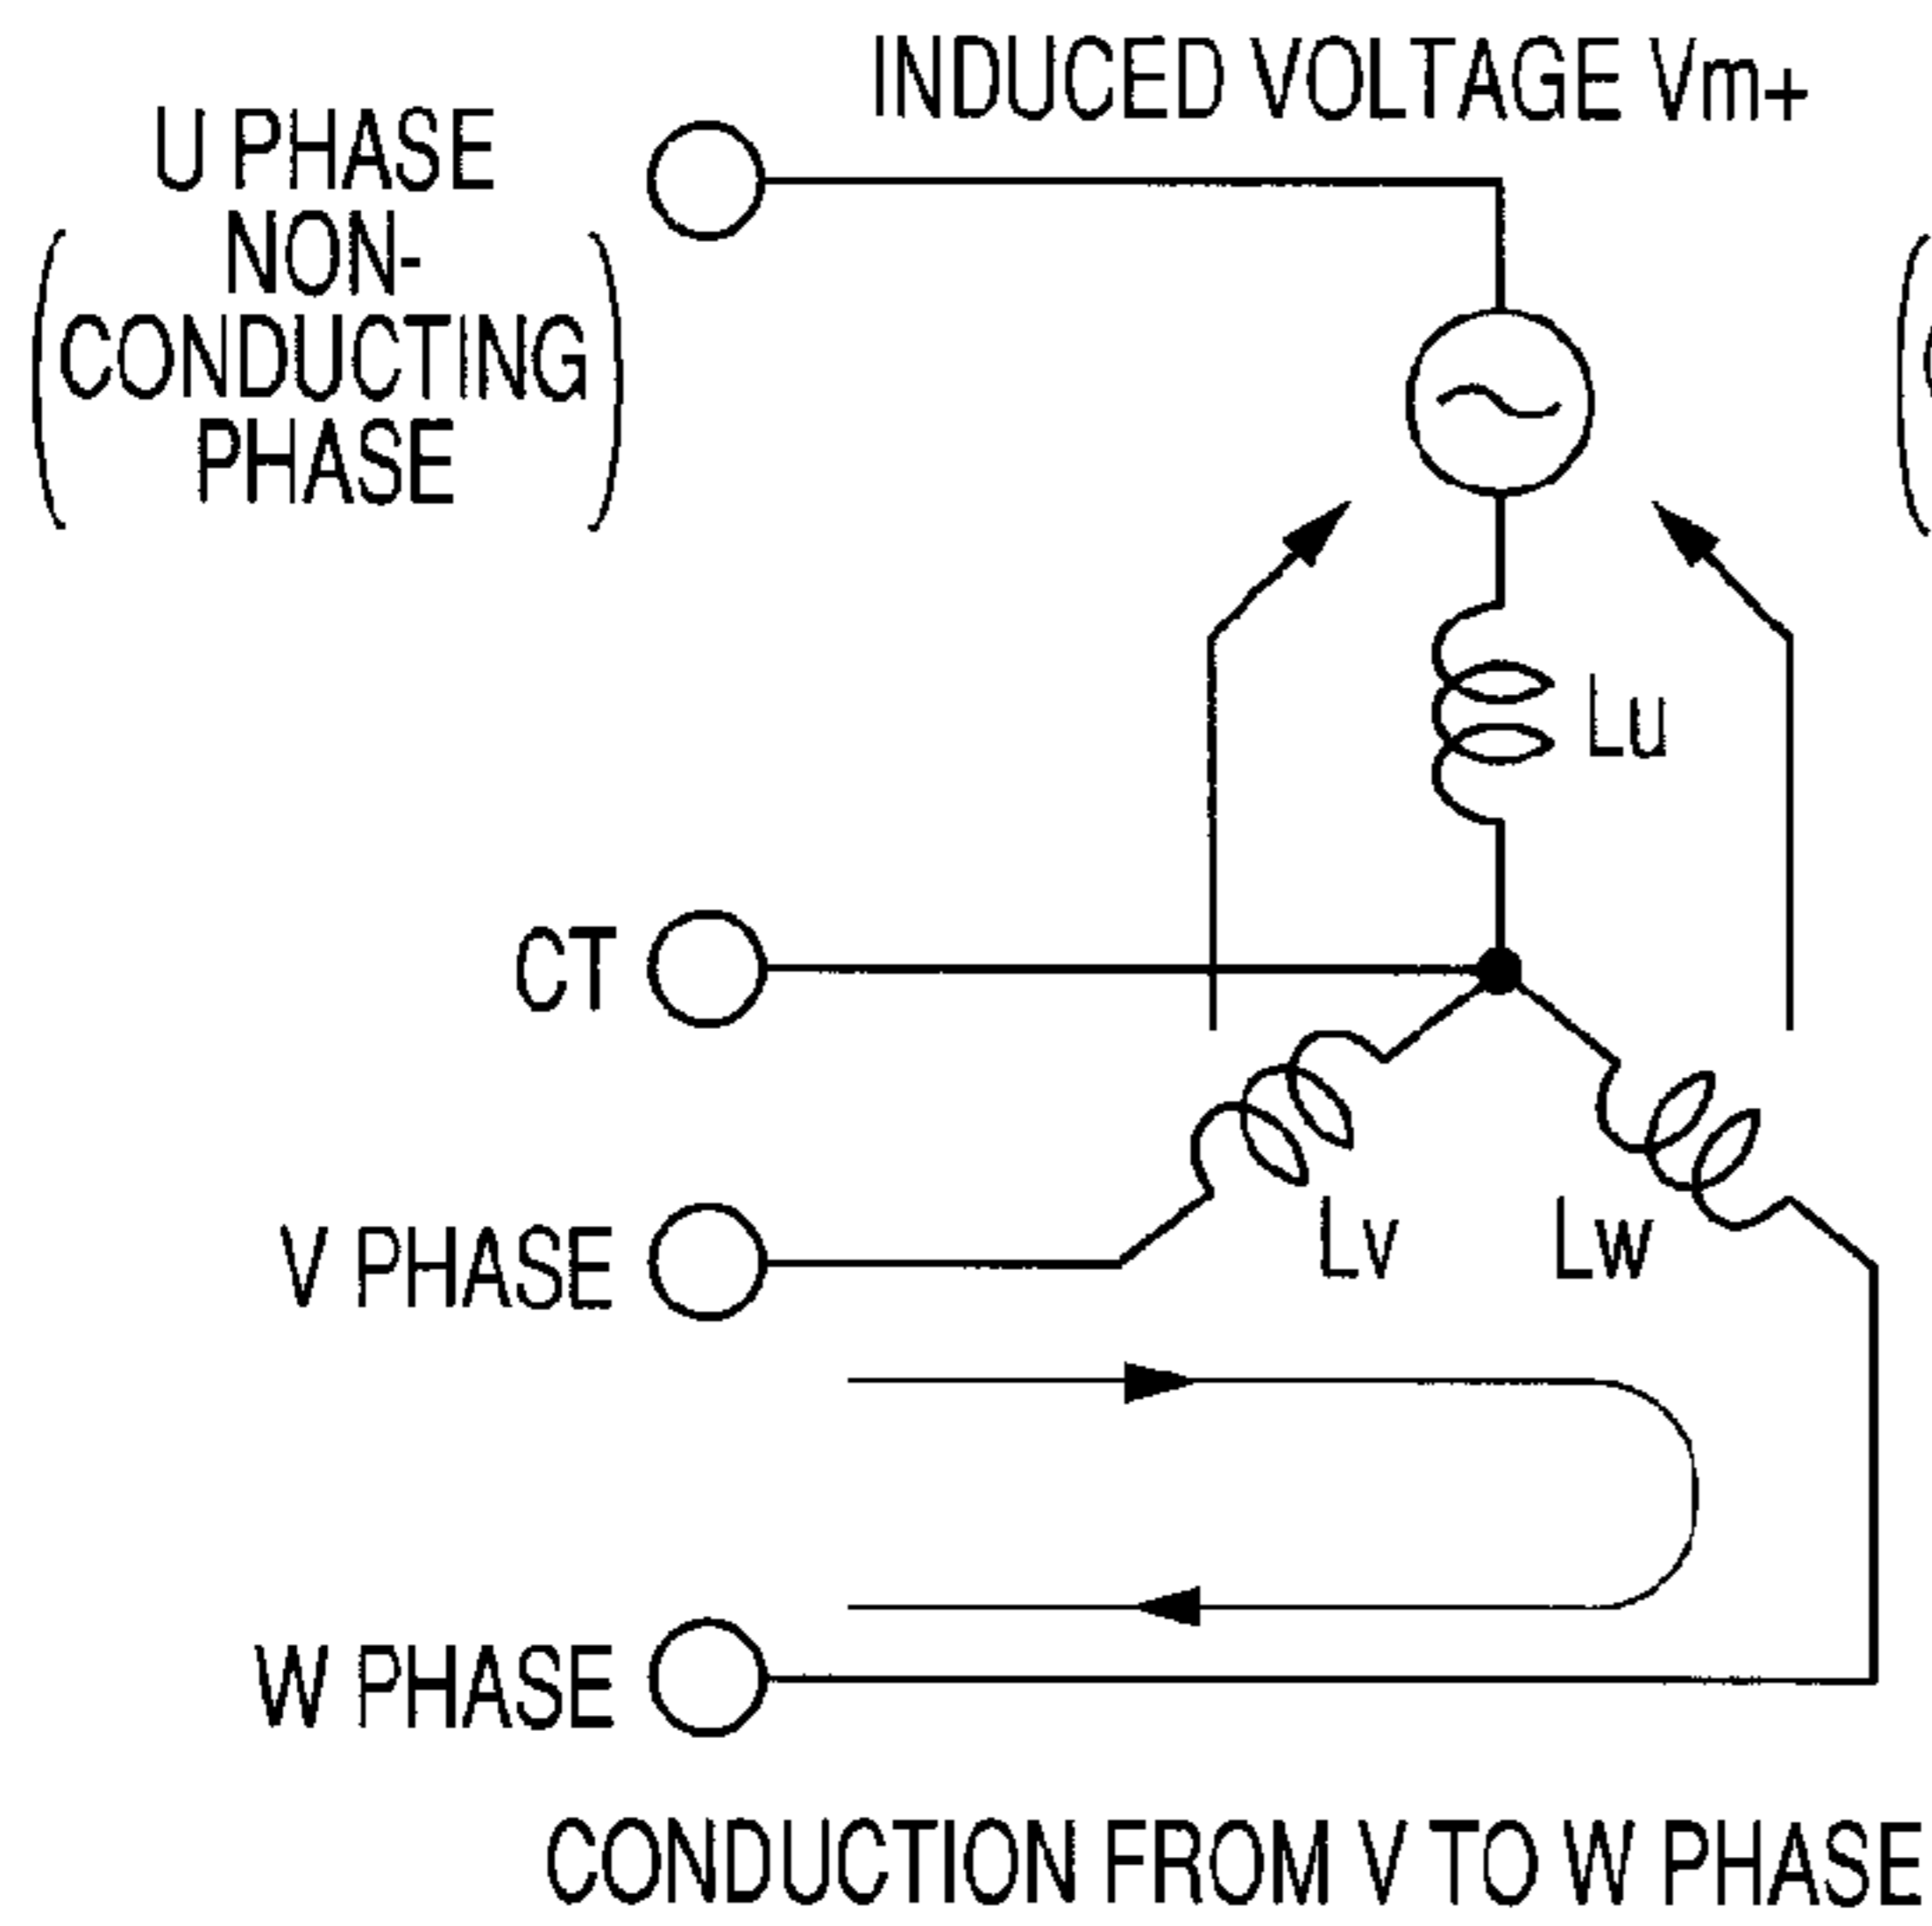 INDUCED VOLTAGE Vm+
U PHASE
(NON-
CONDUCTING
PHASE)
Lu
CT
V PHASE
Lv
Lw
W PHASE
CONDUCTION FROM V TO W PHASE